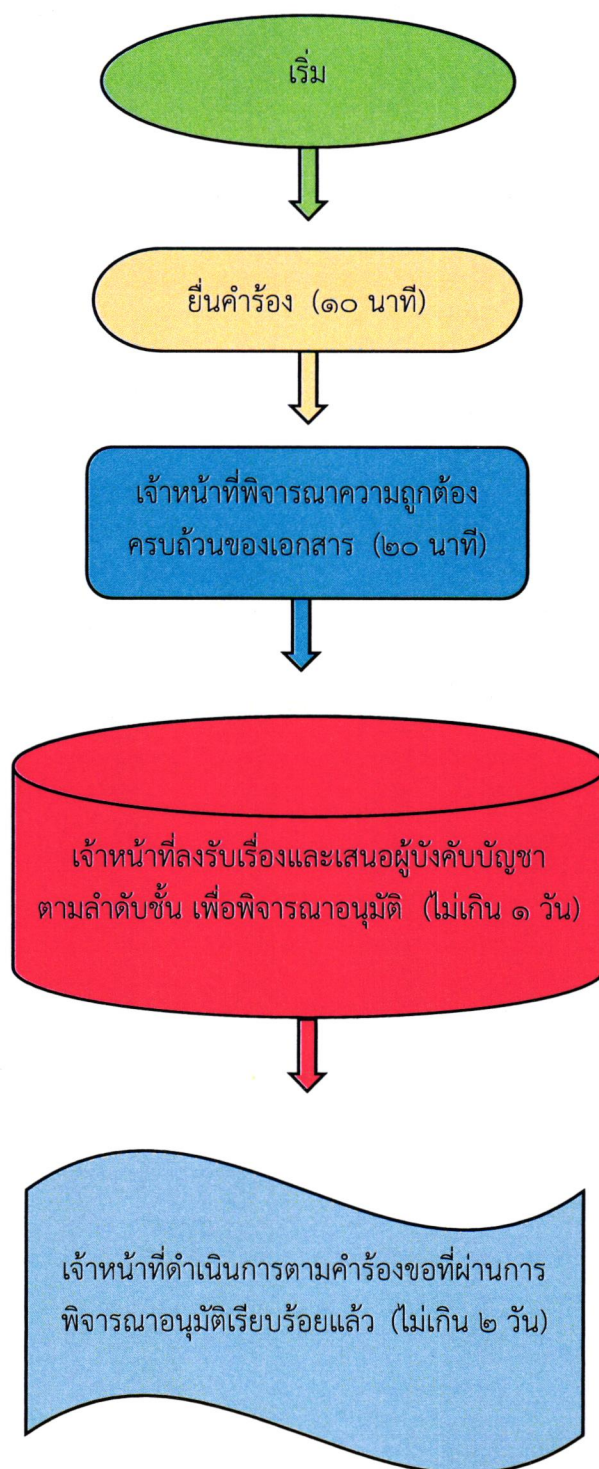 เริ่ม
ยื่นคำร้อง (๑๐ นาที)
เจ้าหน้าที่พิจารณาความถูกต้อง
ครบถ้วนของเอกสาร (๒๐ นาที)
เจ้าหน้าที่ลงรับเรื่องและเสนอผู้บังคับบัญชา
ตามลำดับชั้น เพื่อพิจารณาอนุมัติ (ไม่เกิน ๑ วัน)
เจ้าหน้าที่ดำเนินการตามคำร้องขอที่ผ่านการ
พิจารณาอนุมัติเรียบร้อยแล้ว (ไม่เกิน ๒ วัน)